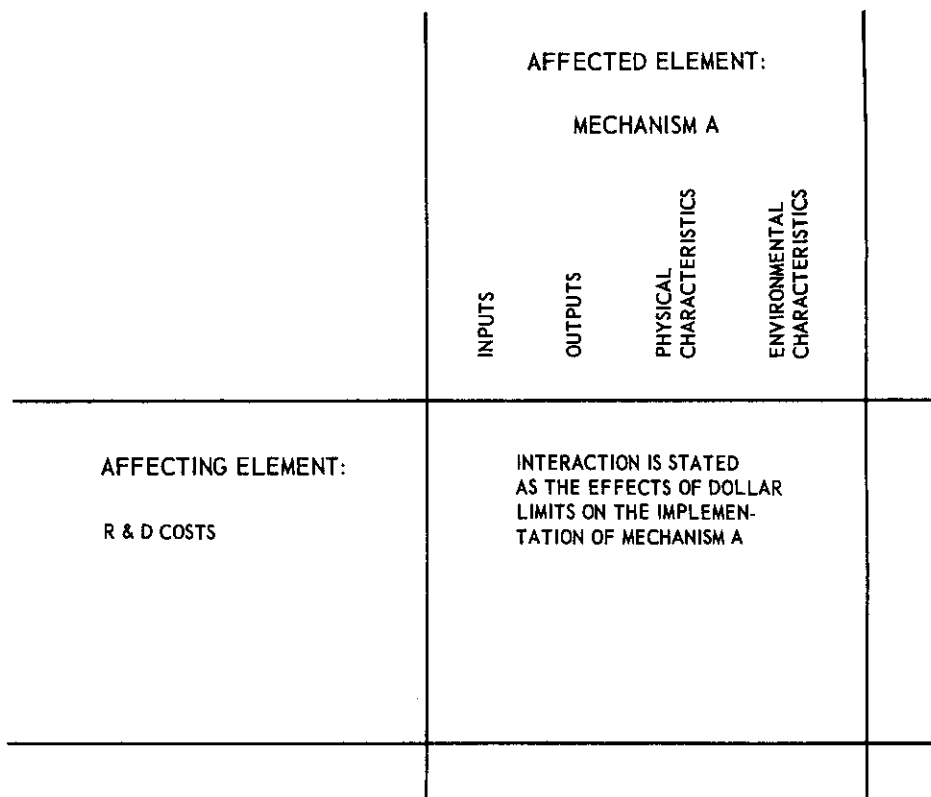 AFFECTED ELEMENT:
MECHANISM A
INPUTS
OUTPUTS
PHYSICAL
CHARACTERISTICS
ENVIRONMENTAL
CHARACTERISTICS
AFFECTING ELEMENT:
R & D COSTS
INTERACTION IS STATED
AS THE EFFECTS OF DOLLAR
LIMITS ON THE IMPLEMEN-
TATION OF MECHANISM A